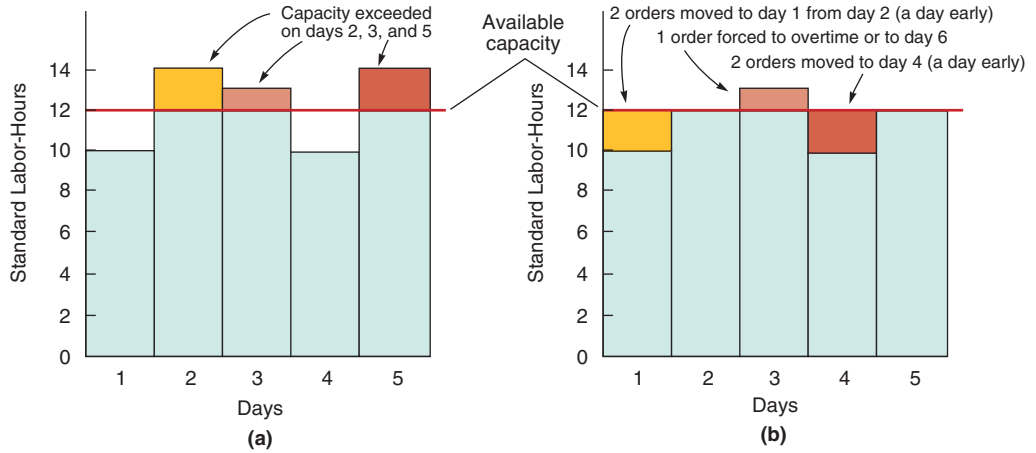 Capacity exceeded
on days 2, 3, and 5
Available
capacity
2 orders moved to day 1 from day 2 (a day early)
1 order forced to overtime or to day 6
2 orders moved to day 4 (a day early)
Standard Labor-Hours
14
12
10
8
6
4
2
0
1 2 3 4 5
Days
(a)
Standard Labor-Hours
14
12
10
8
6
4
2
0
1 2 3 4 5
Days
(b)